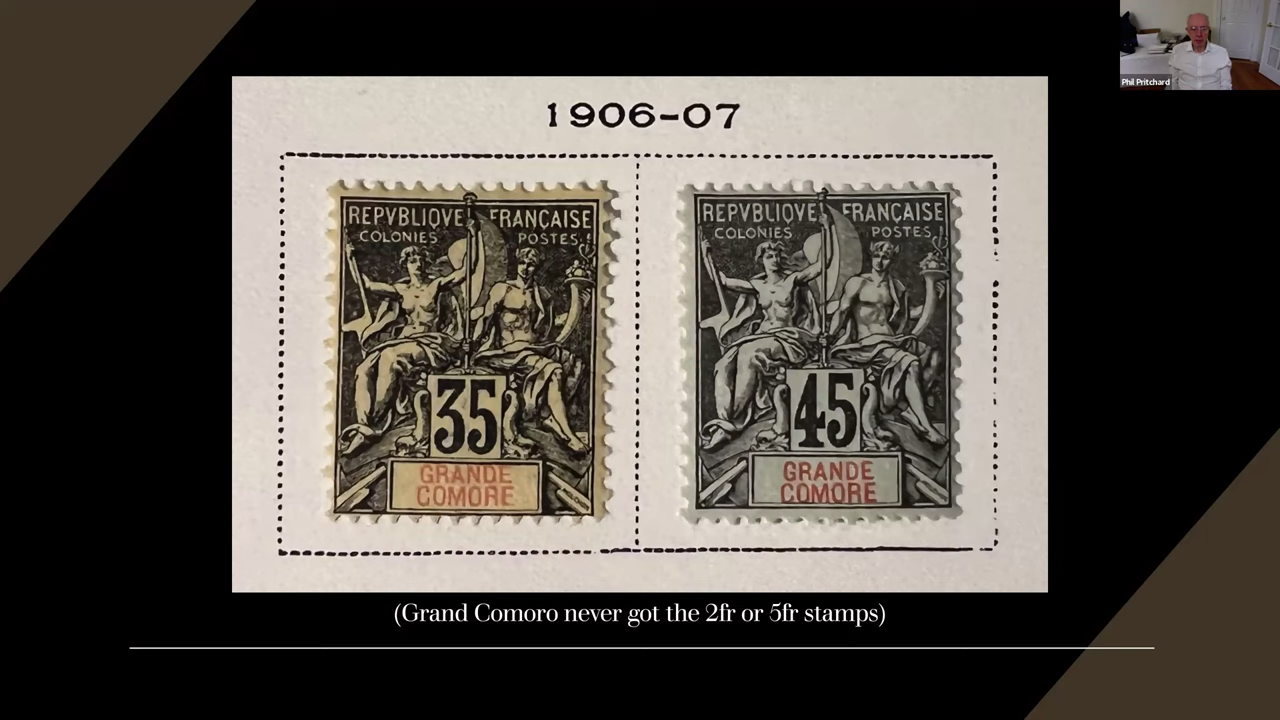 Phil Pritchard
1906-07
REPVBLIQVE FRANÇAISE
COLONIES POSTES
35
GRANDE
COMORE
REPVBLIQVE FRANÇAISE
COLONIES POSTES
45
GRANDE
COMORE
(Grand Comoro never got the 2fr or 5fr stamps)